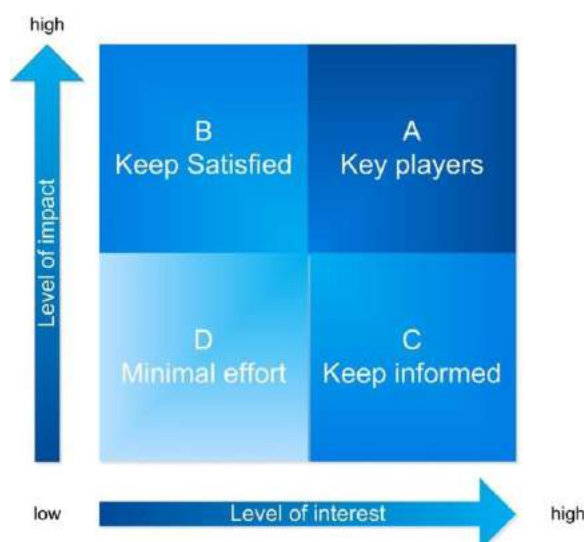 high
Level of impact
B
Keep Satisfied
A
Key players
D
Minimal effort
C
Keep informed
low
Level of interest
high